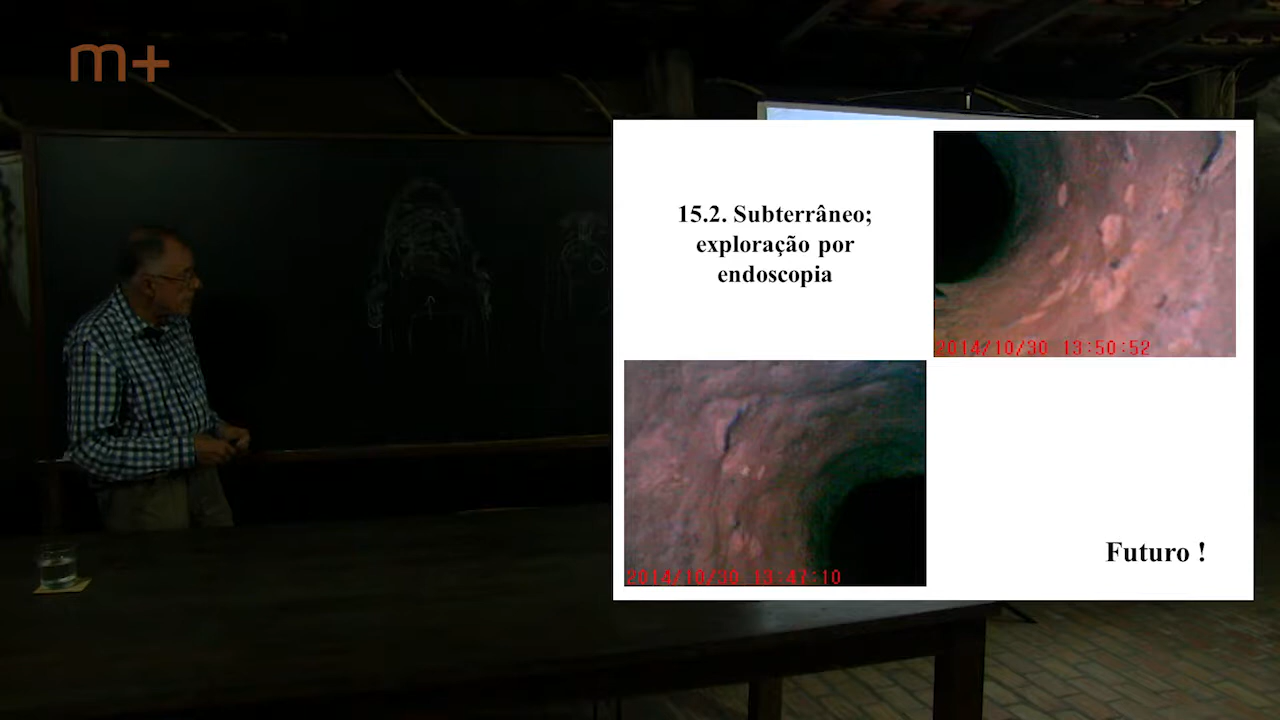 m+
15.2. Subterrâneo;
exploração por
endoscopia
2014/10/30 13:50:52
2014/10/30 13:47:10
Futuro !